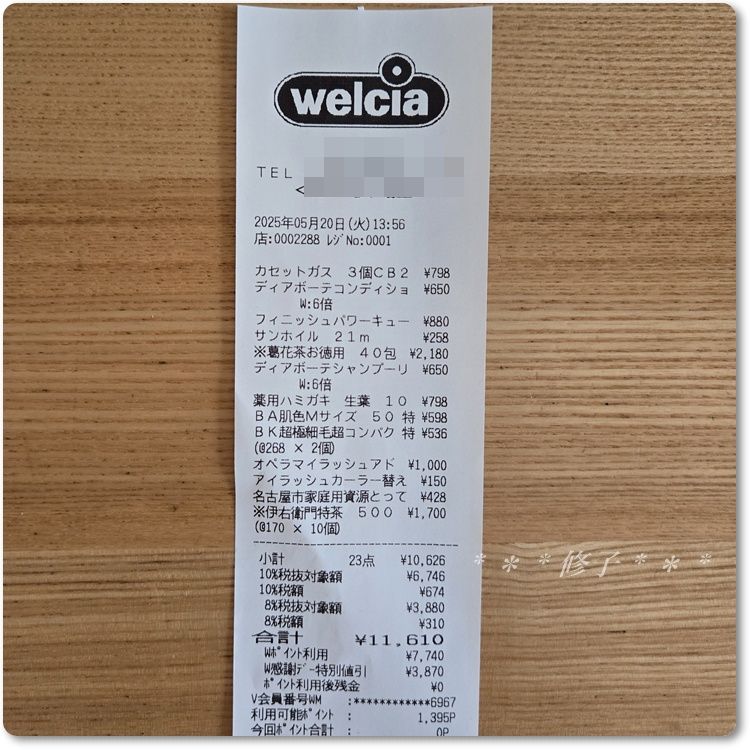 welcia
TEL
<
2025年05月20日(火)13:56
店:0002288 ﾚｼﾞNo:0001
カセットガス 3個CB2 ¥798
ディアボーテコンディショ ¥650
W:6倍
フィニッシュパワーキュー ¥880
サンホイル 21m ¥258
※葛花茶お徳用 40包 ¥2,180
ディアボーテシャンプーリ ¥650
W:6倍
薬用ハミガキ 生葉 10 ¥798
BA肌色Mサイズ 50 特 ¥598
BK超極細毛超コンパク 特 ¥536
(@268 × 2個)
オペラマイラッシュアド ¥1,000
アイラッシュカーラー替え ¥150
名古屋市家庭用資源とって ¥428
※伊右衛門特茶 500 ¥1,700
(@170 × 10個)
小計 23点 ¥10,626
10%税抜対象額 ¥6,746
10%税額 ¥674
8%税抜対象額 ¥3,880
8%税額 ¥310
合計 ¥11,610
Wﾎﾟｲﾝﾄ利用 ¥7,740
W感謝ﾃﾞｰ特別値引 ¥3,870
ﾎﾟｲﾝﾄ利用後残金 ¥0
V会員番号WM :************6967
利用可能ﾎﾟｲﾝﾄ : 1,395P
今回ﾎﾟｲﾝﾄ合計 : 0P
＊＊＊修了＊＊＊